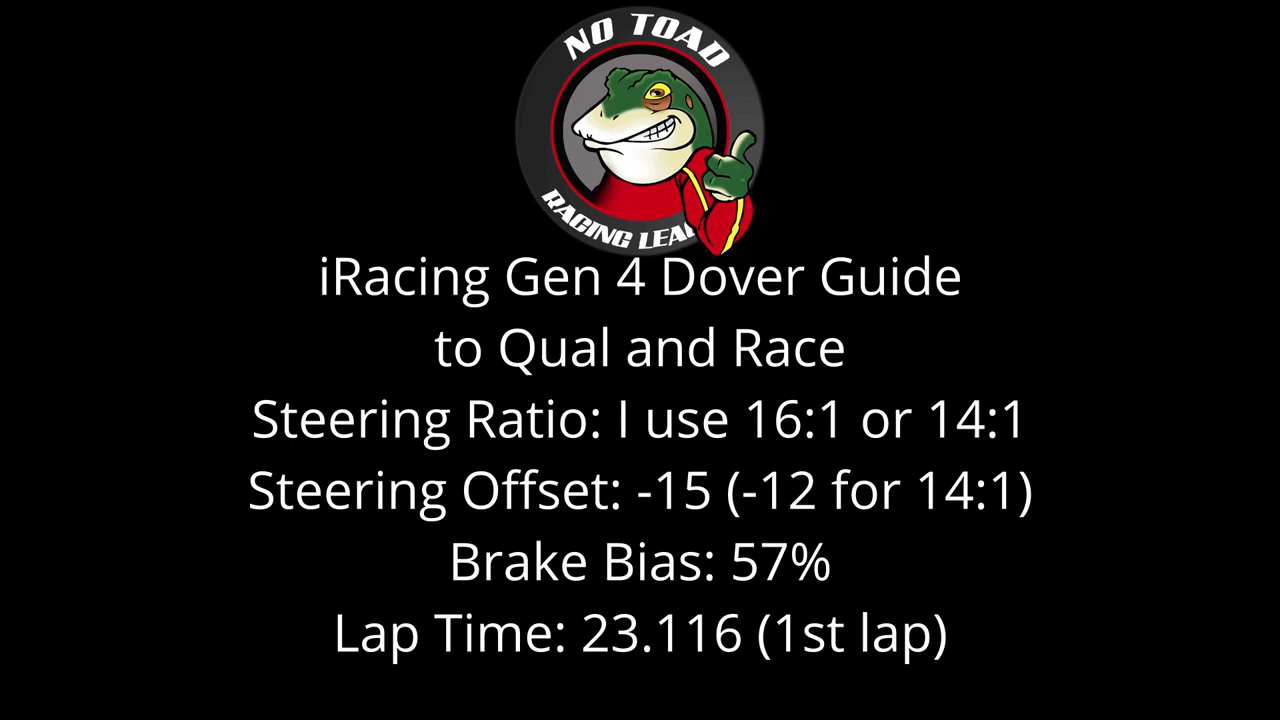 NO TOAD
RACING LEA
iRacing Gen 4 Dover Guide
to Qual and Race
Steering Ratio: I use 16:1 or 14:1
Steering Offset: -15 (-12 for 14:1)
Brake Bias: 57%
Lap Time: 23.116 (1st lap)